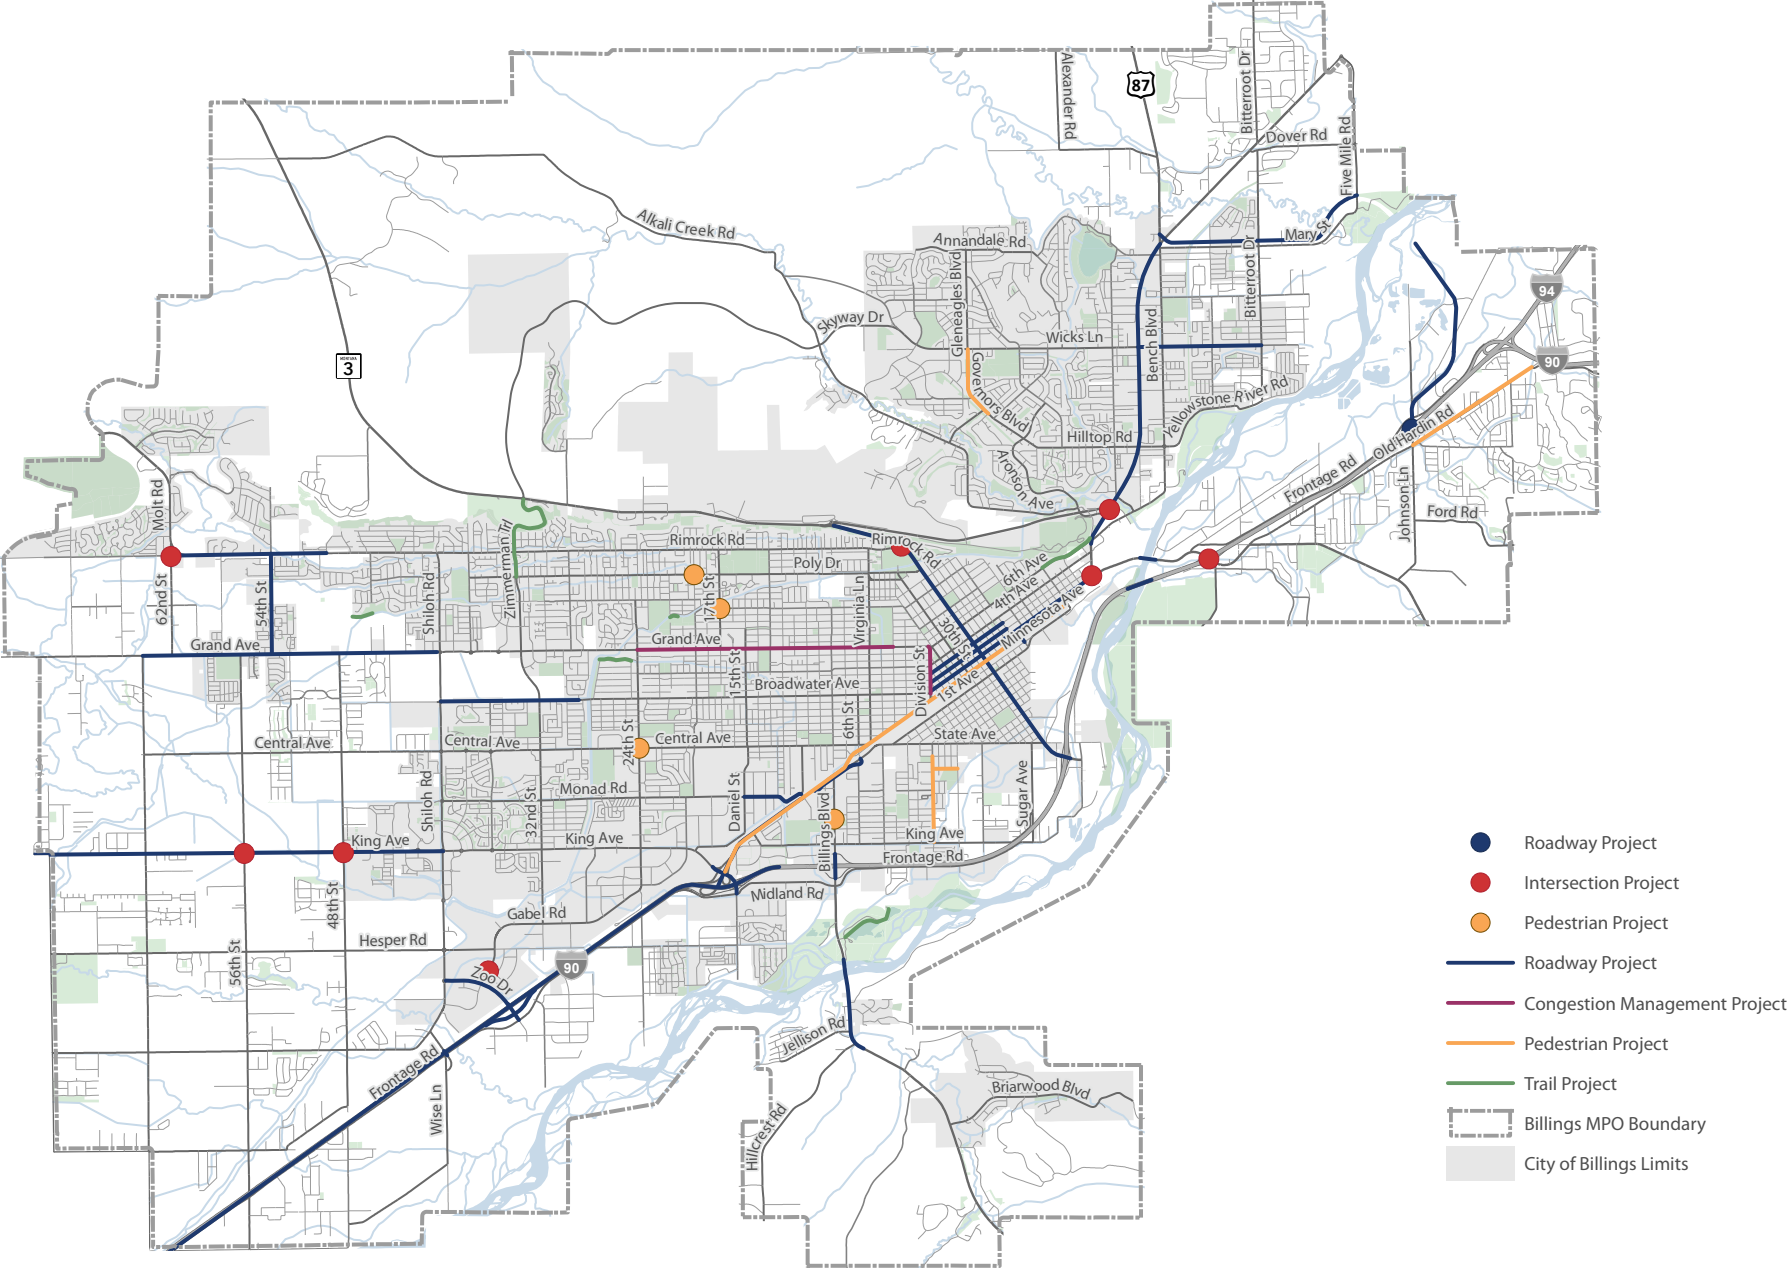 Alexander Rd
87
Bitterroot Dr
Dover Rd
Five Mile Rd
Alkali Creek Rd
Annandale Rd
Mary St
Bitterroot Dr
Gleneagles Blvd
94
Skyway Dr
Wicks Ln
Bench Blvd
MONTANA
3
90
Governors Blvd
Yellowstone River Rd
Hilltop Rd
Old Hardin Rd
Aronson Ave
Frontage Rd
Johnson Ln
Ford Rd
Molt Rd
Zimmerman Trl
Rimrock Rd
Rimrock Rd
Poly Dr
6th Ave
4th Ave
Minnesota Ave
62nd St
54th St
Shiloh Rd
17th St
Virginia Ln
30th St
Grand Ave
Grand Ave
15th St
Broadwater Ave
Division St
1st Ave
6th St
Central Ave
Central Ave
24th St
Central Ave
State Ave
Shiloh Rd
32nd St
Monad Rd
Daniel St
Billings Blvd
Sugar Ave
King Ave
King Ave
King Ave
Frontage Rd
Midland Rd
48th St
Gabel Rd
Hesper Rd
56th St
Zoo Dr
90
Frontage Rd
Wise Ln
Jellison Rd
Hillcrest Rd
Briarwood Blvd
Roadway Project
Intersection Project
Pedestrian Project
Roadway Project
Congestion Management Project
Pedestrian Project
Trail Project
Billings MPO Boundary
City of Billings Limits